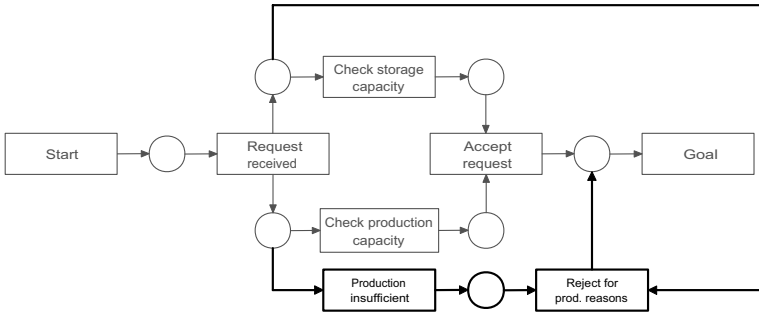 Check storage
capacity
Start
Request
received
Accept
request
Goal
Check production
capacity
Production
insufficient
Reject for
prod. reasons